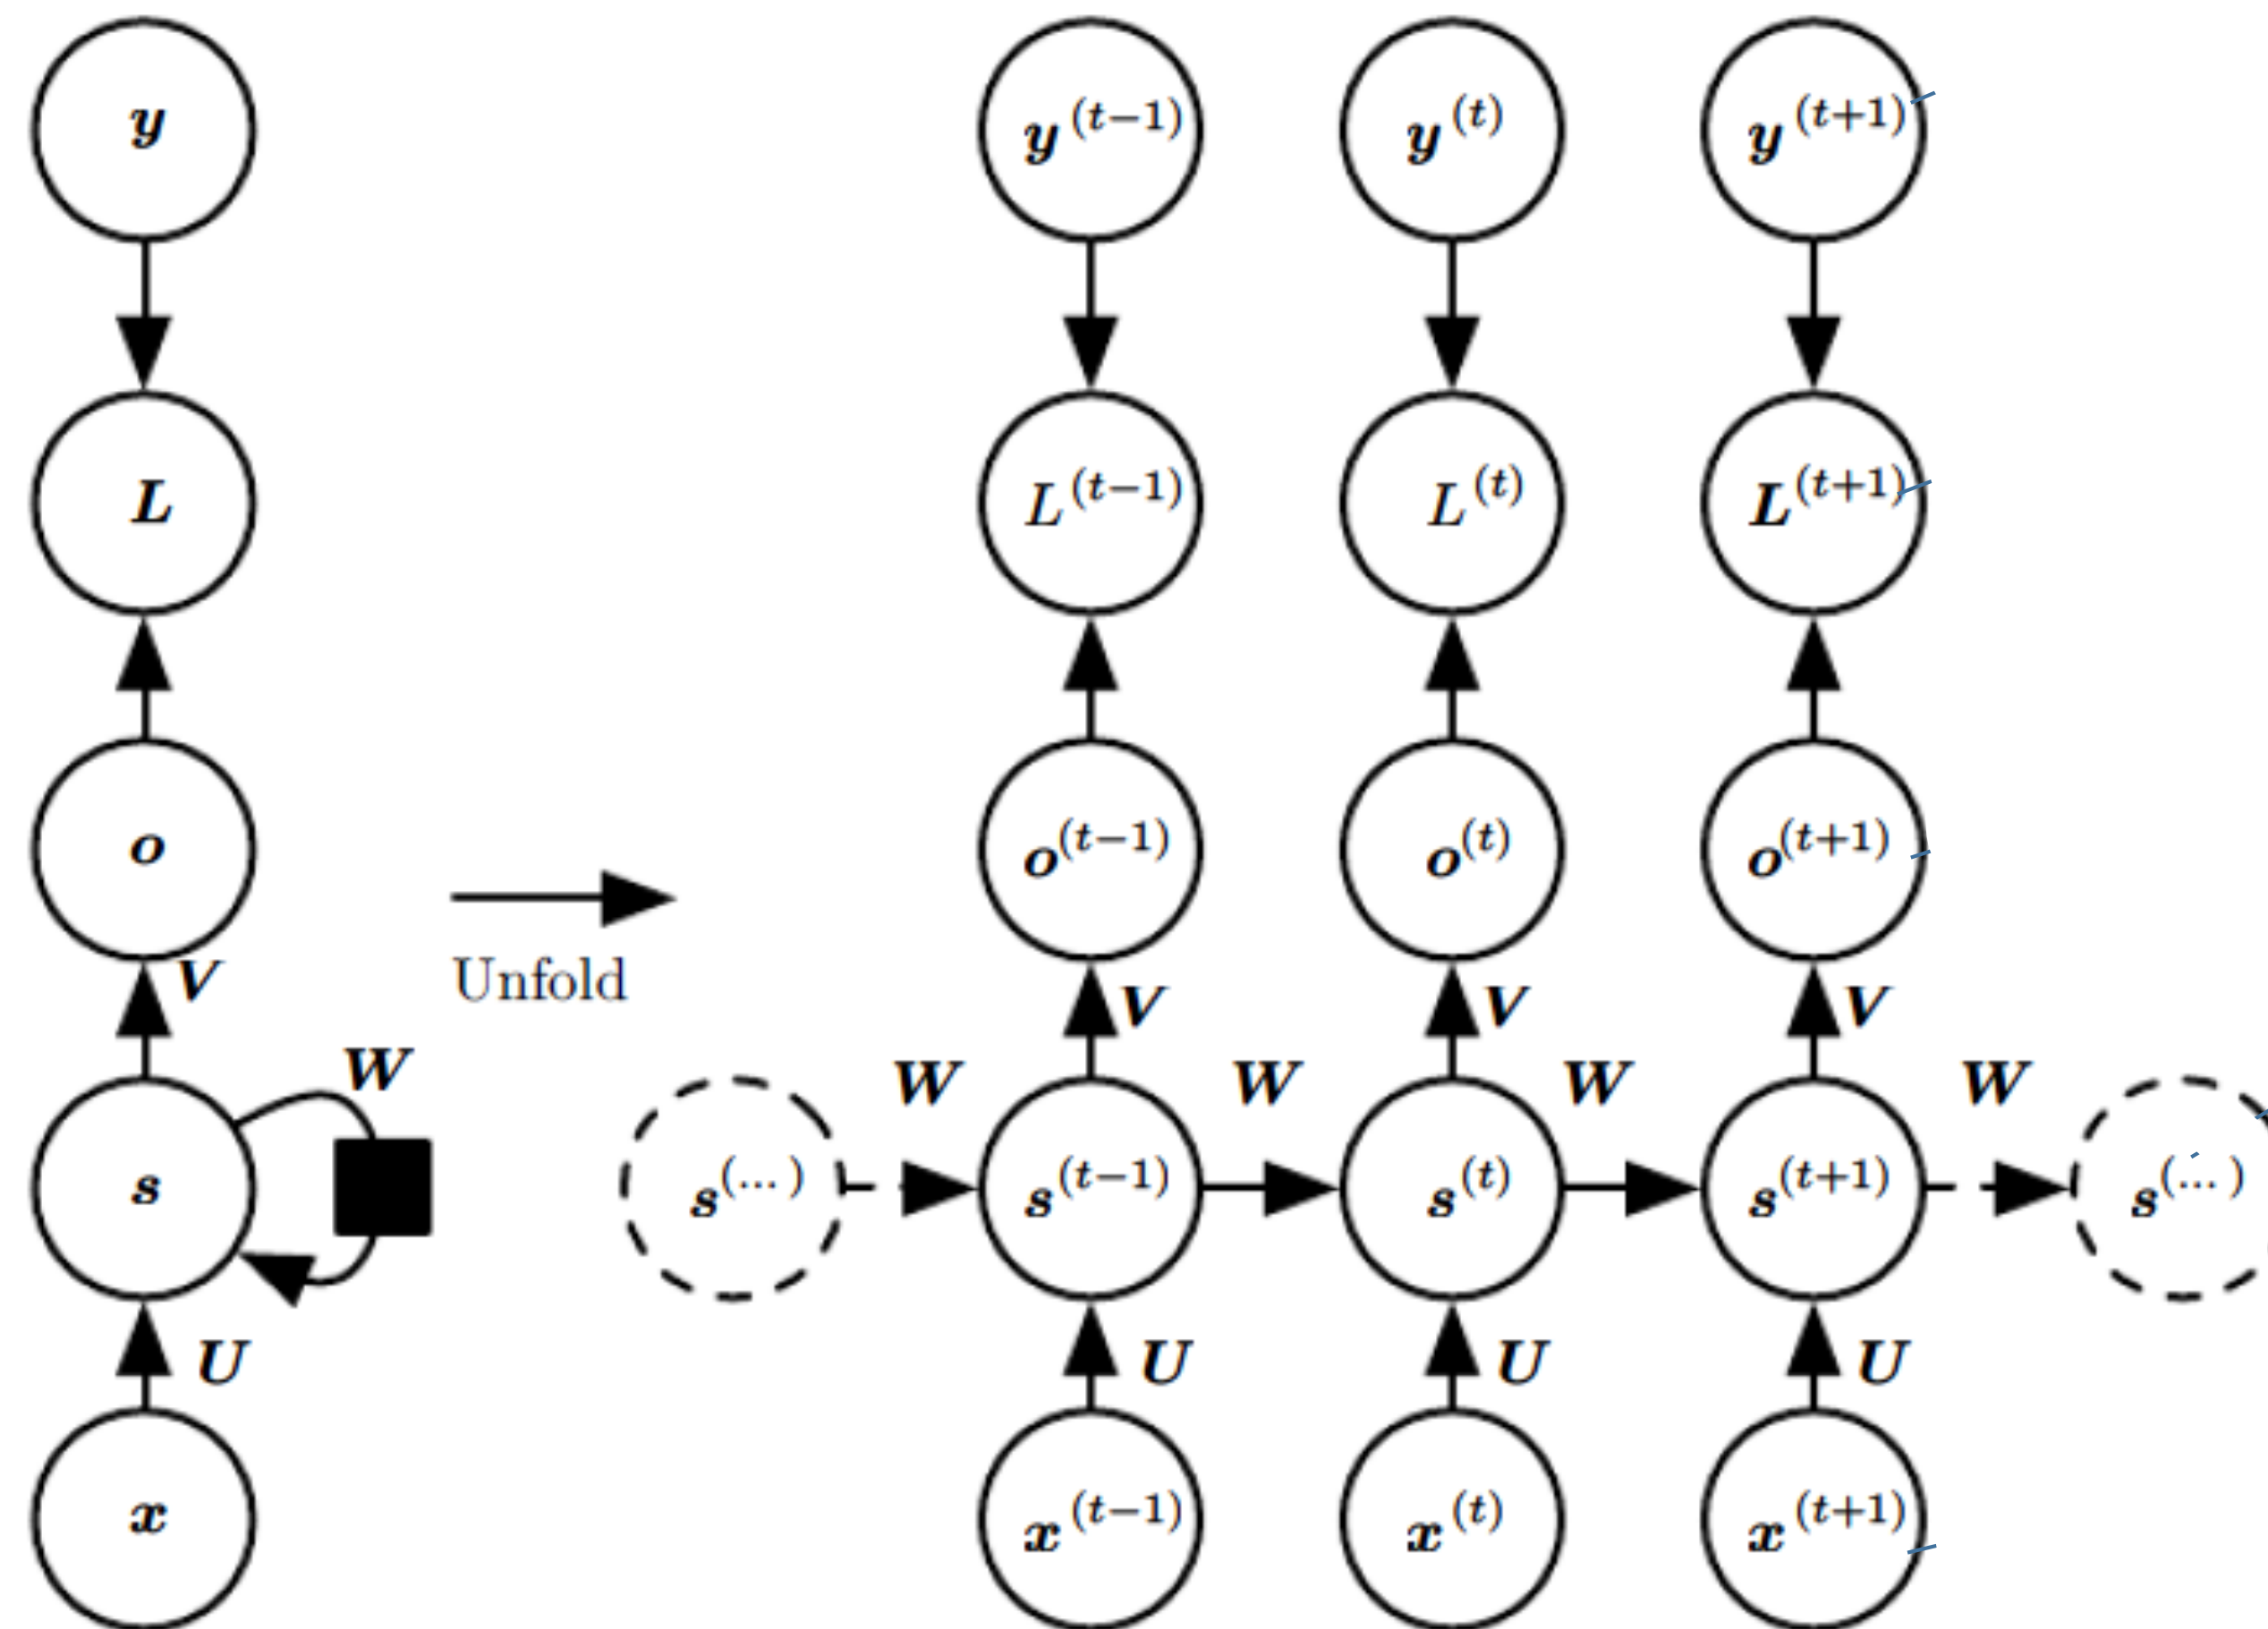 y y^(t−1) y^(t) y^(t+1)
L L^(t−1) L^(t) L^(t+1)
o o^(t−1) o^(t) o^(t+1)
V Unfold V V V
W W W W W
s s^(...) s^(t−1) s^(t) s^(t+1) s^(...)
U U U U
x x^(t−1) x^(t) x^(t+1)